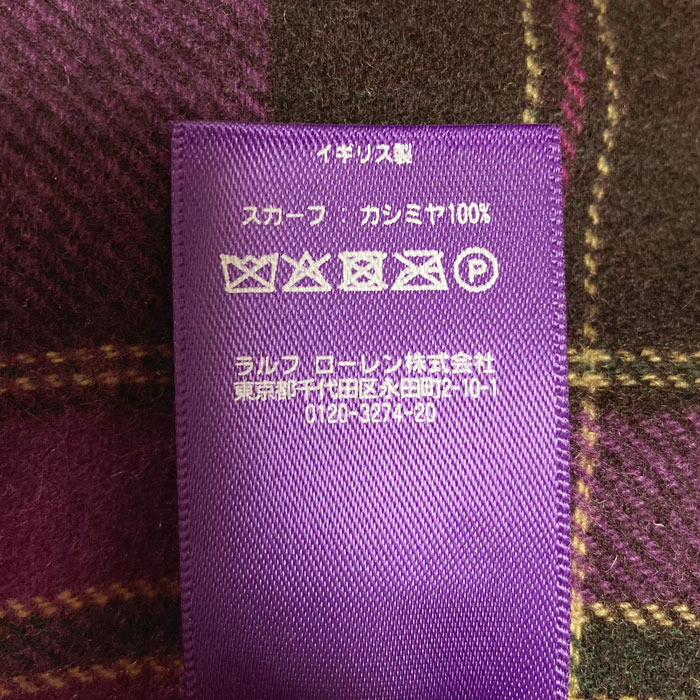 イギリス製
スカーフ : カシミヤ100%
P
ラルフ ローレン株式会社
東京都千代田区永田町2-10-1
0120-3274-20